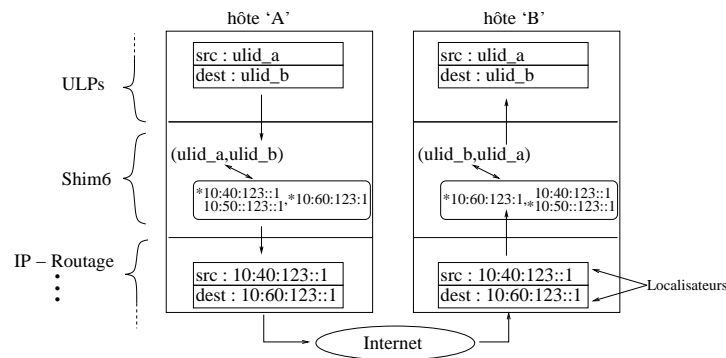 hôte ‘A’
hôte ‘B’
ULPs
src : ulid_a
dest : ulid_b
src : ulid_a
dest : ulid_b
Shim6
(ulid_a,ulid_b)
*10:40:123::1
10:50::123::1,*10:60:123:1
(ulid_b,ulid_a)
*10:60:123:1, 10:40:123::1
*10:50::123::1
IP – Routage
src : 10:40:123::1
dest : 10:60:123::1
src : 10:40:123::1
dest : 10:60:123::1
Localisateurs
Internet